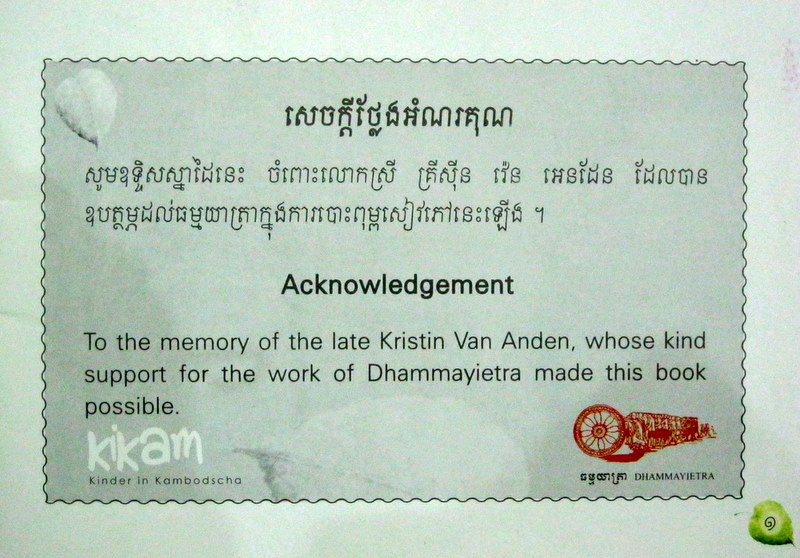 សេចក្ដីថ្លែងអំណរគុណ
សូមឧទ្ទិសស្នាដៃនេះ ចំពោះលោកស្រី គ្រីស៊ីន វ៉េន អេនដែន ដែលបាន
ឧបត្ថម្ភដល់ធម្មយាត្រាក្នុងការបោះពុម្ពសៀវភៅនេះឡើង ។
Acknowledgement
To the memory of the late Kristin Van Anden, whose kind
support for the work of Dhammayietra made this book
possible.
kikam
Kinder in Kambodscha
ធម្មយាត្រា DHAMMAYIETRA
១